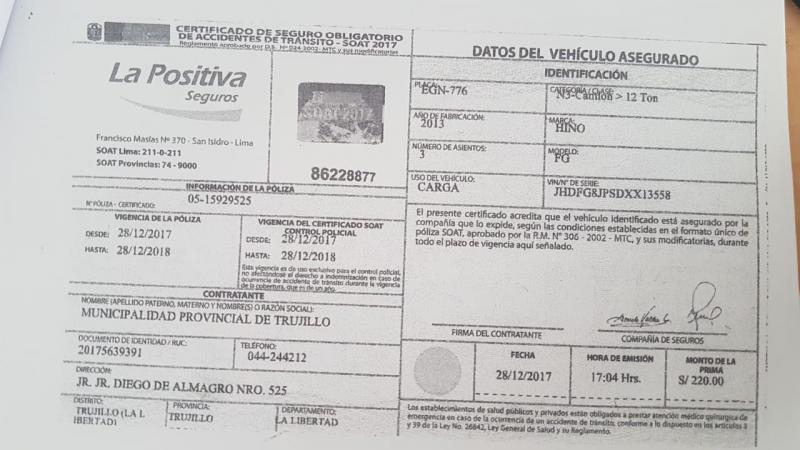 CERTIFICADO DE SEGURO OBLIGATORIO
DE ACCIDENTES DE TRÁNSITO - SOAT 2017
Reglamento aprobado por D.S. N° 024-2002-MTC y sus modificatorias
La Positiva
Seguros
Francisco Masías Nº 370 - San Isidro - Lima
SOAT Lima: 211-0-211
SOAT Provincias: 74 - 9000
SOAT 2017
86228877
INFORMACIÓN DE LA PÓLIZA
Nº PÓLIZA - CERTIFICADO: 05-15929525
VIGENCIA DE LA PÓLIZA
DESDE: 28/12/2017
HASTA: 28/12/2018
VIGENCIA DEL CERTIFICADO SOAT
CONTROL POLICIAL
DESDE: 28/12/2017
HASTA: 28/12/2018
Esta vigencia es de uso exclusivo para el control policial,
no afectándose el derecho a indemnización en caso de
ocurrencia de accidente de tránsito durante la vigencia
de la cobertura, que es de un año.
CONTRATANTE
NOMBRE (APELLIDO PATERNO, MATERNO Y NOMBRE(S) O RAZÓN SOCIAL):
MUNICIPALIDAD PROVINCIAL DE TRUJILLO
DOCUMENTO DE IDENTIDAD / RUC:
20175639391
TELÉFONO:
044-244212
DIRECCIÓN:
JR. JR. DIEGO DE ALMAGRO NRO. 525
DISTRITO:
TRUJILLO (LA L
IBERTAD)
PROVINCIA:
TRUJILLO
DEPARTAMENTO:
LA LIBERTAD
DATOS DEL VEHÍCULO ASEGURADO
IDENTIFICACIÓN
PLACA:
EGN-776
CATEGORÍA / CLASE:
N3-Camion > 12 Ton
AÑO DE FABRICACIÓN:
2013
MARCA:
HINO
NÚMERO DE ASIENTOS:
3
MODELO:
FG
USO DEL VEHÍCULO:
CARGA
VIN/Nº DE SERIE:
JHDFG8JPSDXX13558
El presente certificado acredita que el vehículo identificado está asegurado por la
compañía que lo expide, según las condiciones establecidas en el formato único de
póliza SOAT, aprobado por la R.M. N° 306 - 2002 - MTC, y sus modificatorias, durante
todo el plazo de vigencia aquí señalado.
FIRMA DEL CONTRATANTE
COMPAÑÍA DE SEGUROS
FECHA
28/12/2017
HORA DE EMISIÓN
17:04 Hrs.
MONTO DE LA
PRIMA
S/ 220.00
Los establecimientos de salud públicos y privados están obligados a prestar atención médico quirúrgica de
emergencia en caso de la ocurrencia de un accidente de tránsito, conforme a lo dispuesto en los artículos 3
y 39 de la Ley No. 26842, Ley General de Salud y su Reglamento.